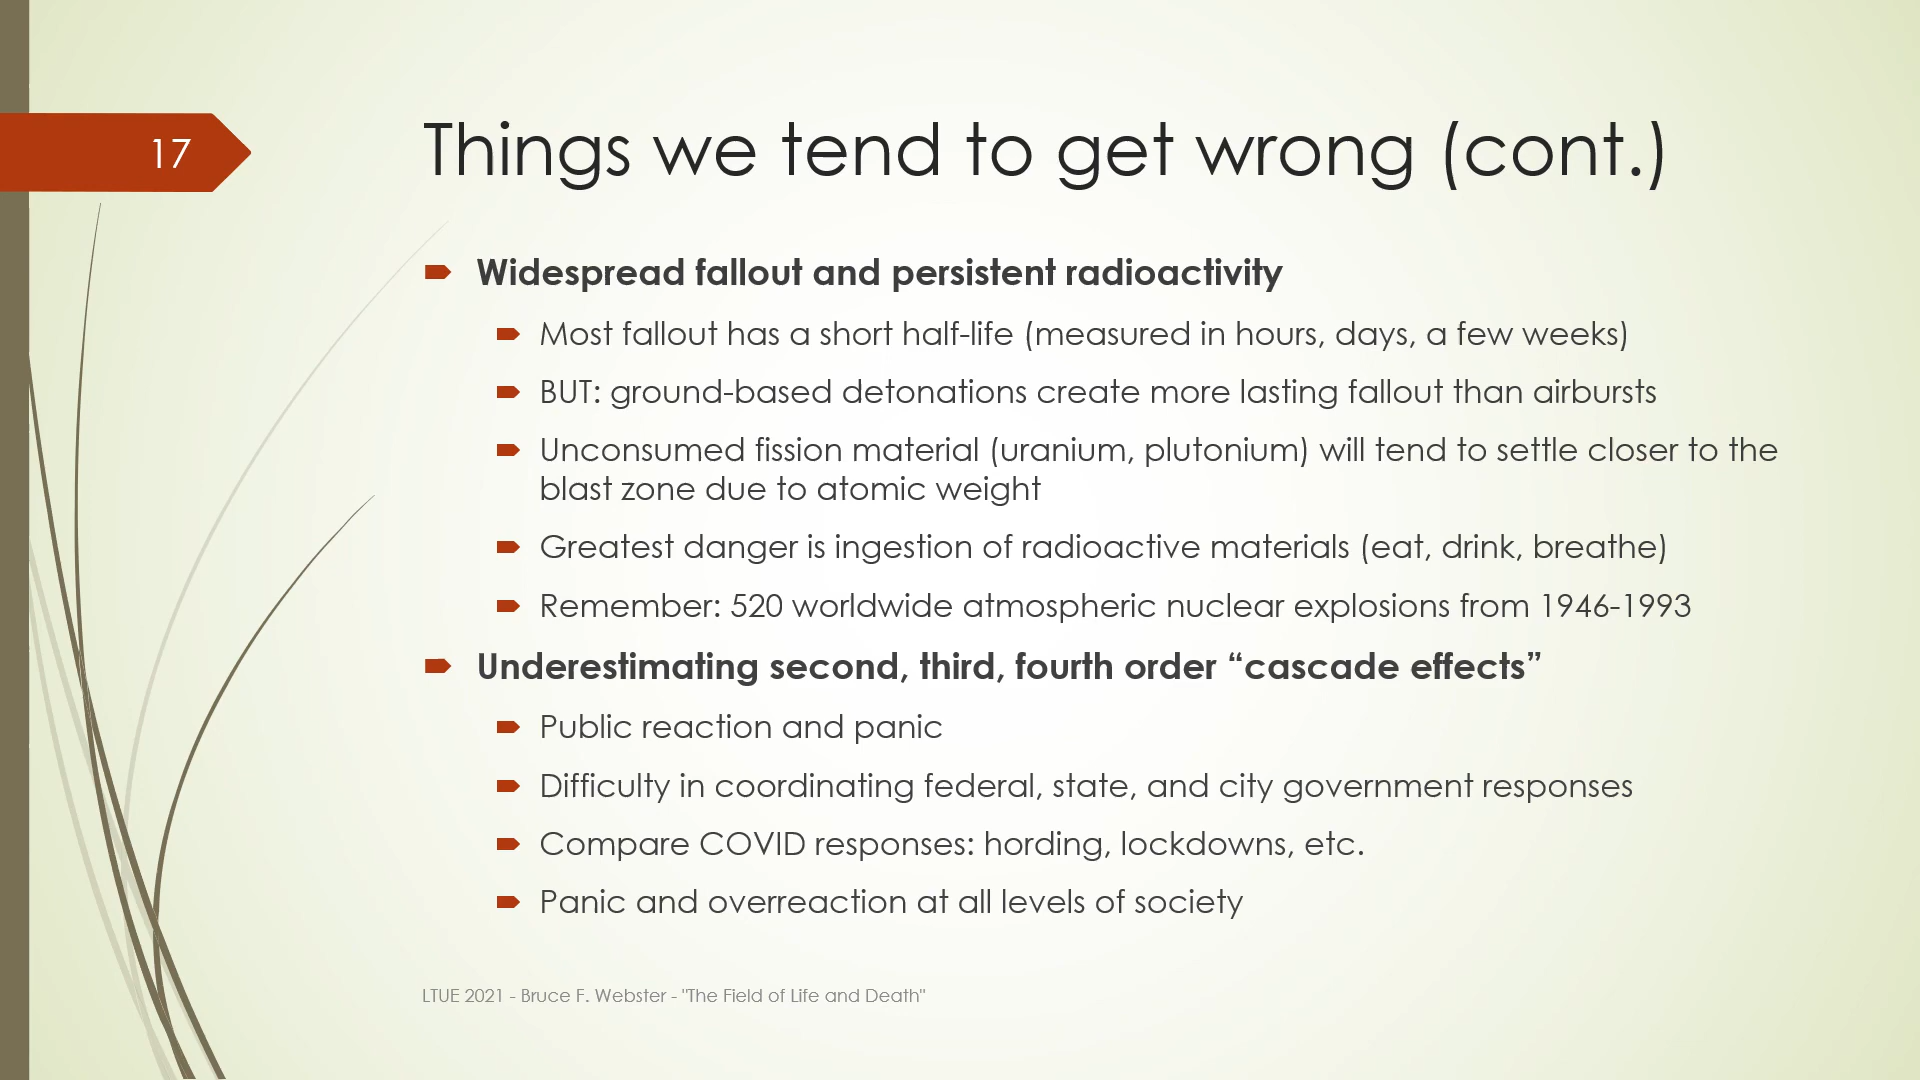 17
Things we tend to get wrong (cont.)
Widespread fallout and persistent radioactivity
Most fallout has a short half-life (measured in hours, days, a few weeks)
BUT: ground-based detonations create more lasting fallout than airbursts
Unconsumed fission material (uranium, plutonium) will tend to settle closer to the
blast zone due to atomic weight
Greatest danger is ingestion of radioactive materials (eat, drink, breathe)
Remember: 520 worldwide atmospheric nuclear explosions from 1946-1993
Underestimating second, third, fourth order “cascade effects”
Public reaction and panic
Difficulty in coordinating federal, state, and city government responses
Compare COVID responses: hording, lockdowns, etc.
Panic and overreaction at all levels of society
LTUE 2021 - Bruce F. Webster - "The Field of Life and Death"